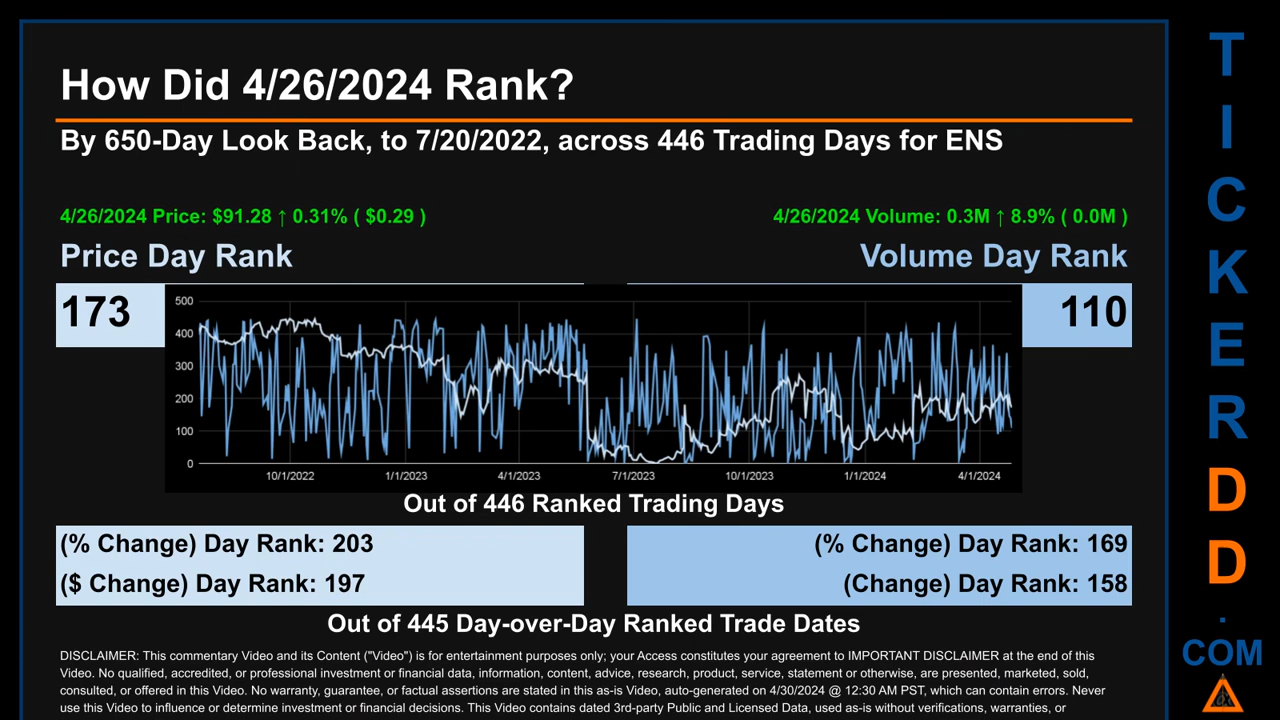 How Did 4/26/2024 Rank?
By 650-Day Look Back, to 7/20/2022, across 446 Trading Days for ENS
4/26/2024 Price: $91.28 ↑ 0.31% ( $0.29 )
4/26/2024 Volume: 0.3M ↑ 8.9% ( 0.0M )
Price Day Rank
Volume Day Rank
173
110
500
400
300
200
100
0
10/1/2022
1/1/2023
4/1/2023
7/1/2023
10/1/2023
1/1/2024
4/1/2024
Out of 446 Ranked Trading Days
(% Change) Day Rank: 203
($ Change) Day Rank: 197
(% Change) Day Rank: 169
(Change) Day Rank: 158
Out of 445 Day-over-Day Ranked Trade Dates
DISCLAIMER: This commentary Video and its Content ("Video") is for entertainment purposes only; your Access constitutes your agreement to IMPORTANT DISCLAIMER at the end of this
Video. No qualified, accredited, or professional investment or financial data, information, content, advice, research, product, service, statement or otherwise, are presented, marketed, sold,
consulted, or offered in this Video. No warranty, guarantee, or factual assertions are stated in this as-is Video, auto-generated on 4/30/2024 @ 12:30 AM PST, which can contain errors. Never
use this Video to influence or determine investment or financial decisions. This Video contains dated 3rd-party Public and Licensed Data, used as-is without verifications, warranties, or
T
I
C
K
E
R
D
D
.
COM